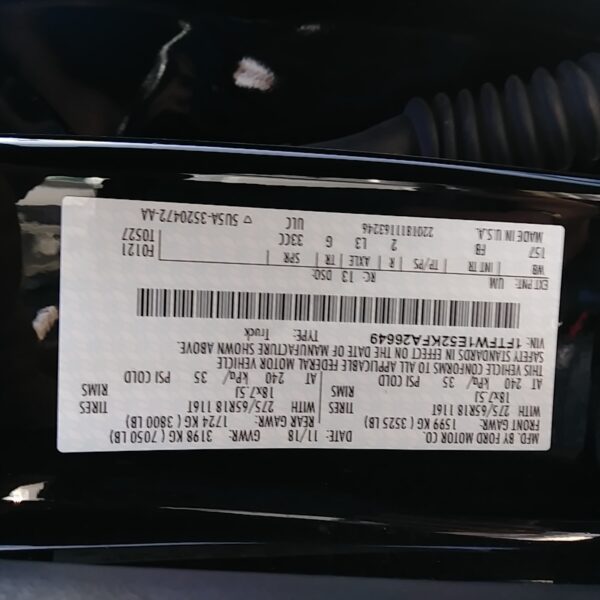 MFD. BY FORD MOTOR CO.
DATE: 11/18 GVWR: 3198 KG ( 7050 LB)
FRONT GAWR: 1599 KG ( 3525 LB) REAR GAWR: 1724 KG ( 3800 LB)
WITH 275/65R18 116T TIRES WITH 275/65R18 116T TIRES
18x7.5J RIMS 18x7.5J RIMS
AT 240 kPa/ 35 PSI COLD AT 240 kPa/ 35 PSI COLD
THIS VEHICLE CONFORMS TO ALL APPLICABLE FEDERAL MOTOR VEHICLE
SAFETY STANDARDS IN EFFECT ON THE DATE OF MANUFACTURE SHOWN ABOVE.
VIN: 1FTEW1E52KFA26649 TYPE: Truck
EXT PNT: UM RC: 13 DSO:
WB INT TR TP/PS R AXLE TR SPR F0121
157 FB 2 L3 6 33CC T0527
MADE IN U.S.A. 2201811163246 ULC
▽ 5U5A-3520472-AA